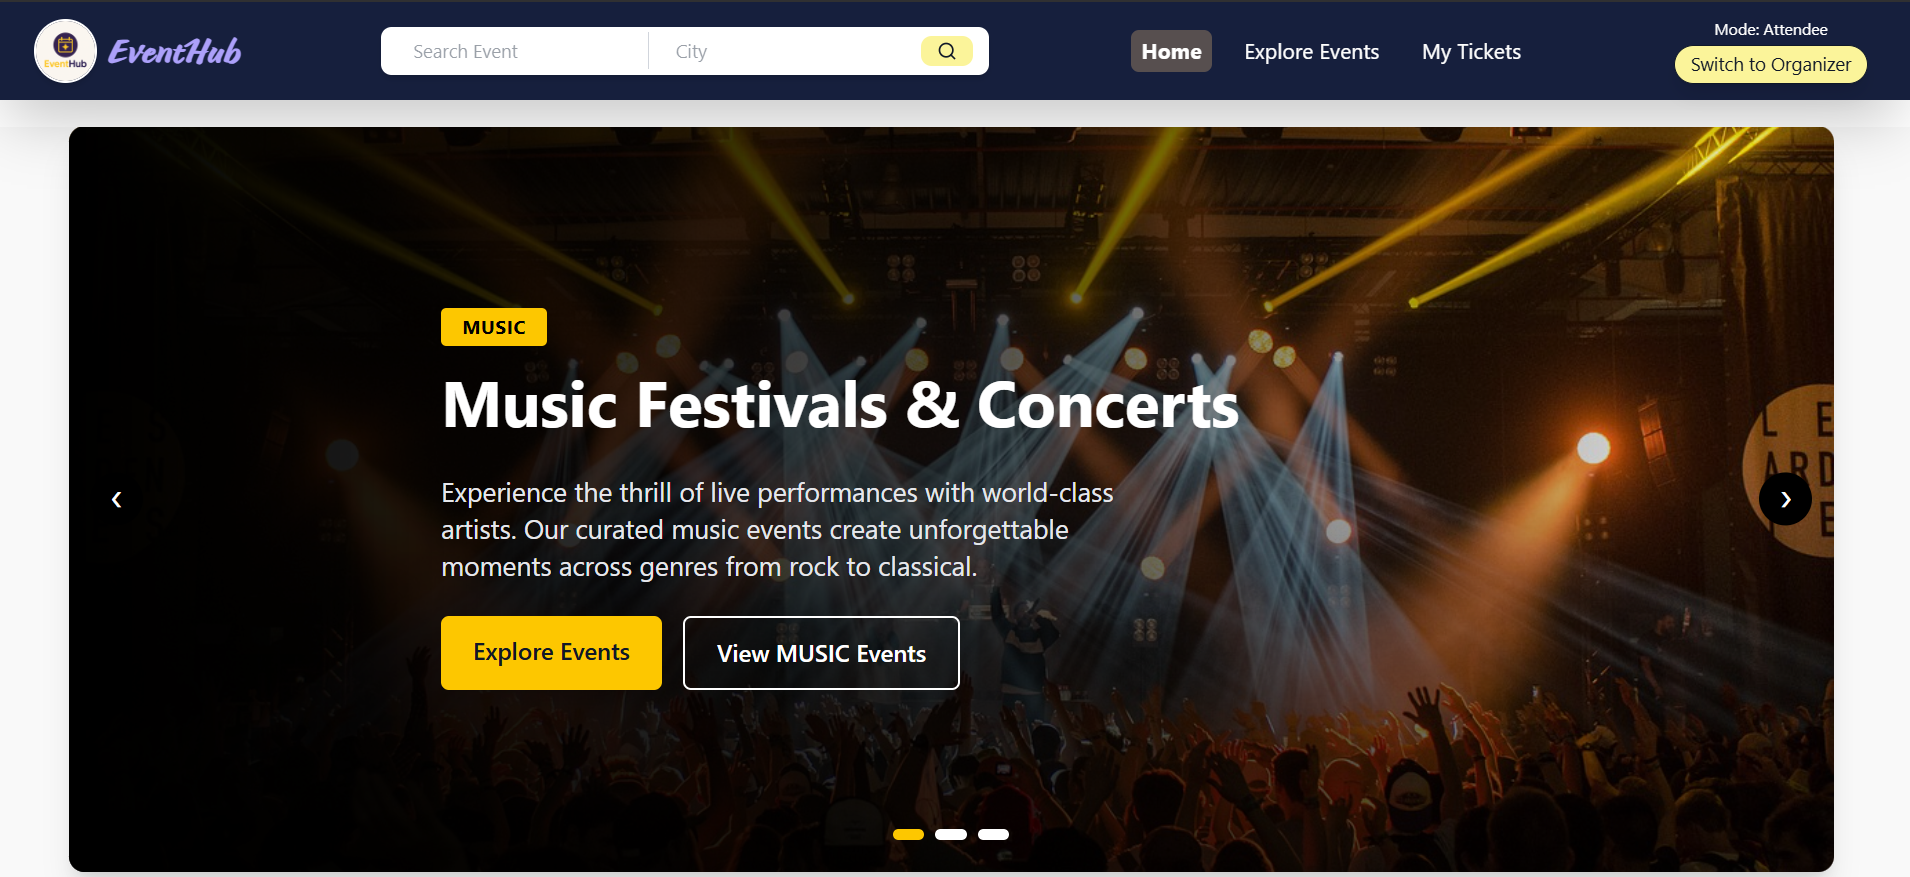 EventHub
EventHub
Search Event
City
Home
Explore Events
My Tickets
Mode: Attendee
Switch to Organizer
MUSIC
Music Festivals & Concerts
Experience the thrill of live performances with world-class
artists. Our curated music events create unforgettable
moments across genres from rock to classical.
Explore Events
View MUSIC Events